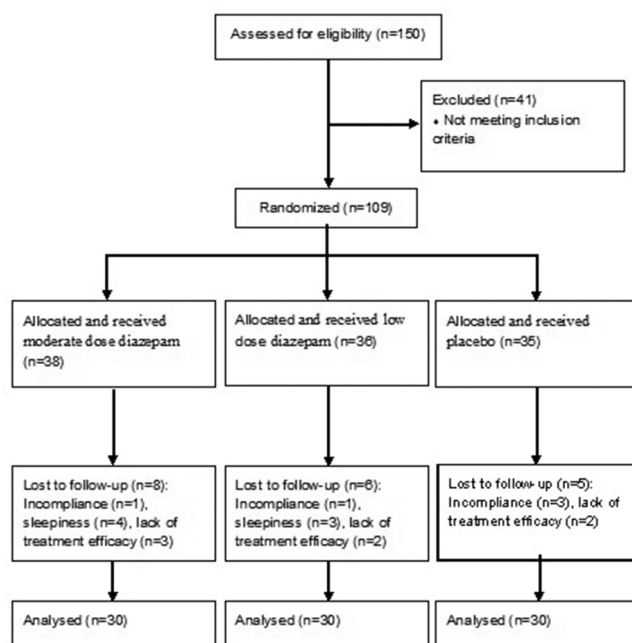 Assessed for eligibility (n=150)
Excluded (n=41)
• Not meeting inclusion
criteria
Randomized (n=109)
Allocated and received
moderate dose diazepam
(n=38)
Allocated and received low
dose diazepam (n=36)
Allocated and received
placebo (n=35)
Lost to follow-up (n=8):
Incompliance (n=1),
sleepiness (n=4), lack of
treatment efficacy (n=3)
Lost to follow-up (n=6):
Incompliance (n=1),
sleepiness (n=3), lack of
treatment efficacy (n=2)
Lost to follow-up (n=5):
Incompliance (n=3), lack of
treatment efficacy (n=2)
Analysed (n=30)
Analysed (n=30)
Analysed (n=30)